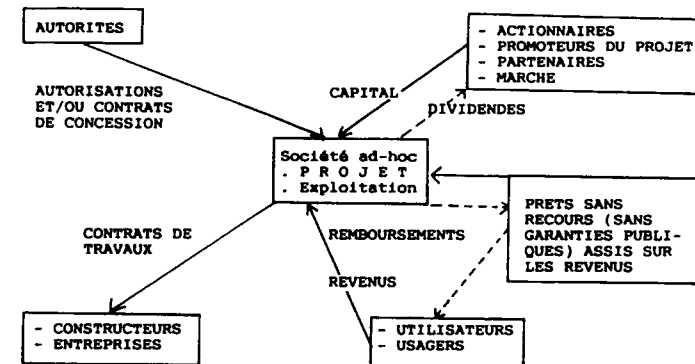 AUTORITES
- ACTIONNAIRES
- PROMOTEURS DU PROJET
- PARTENAIRES
- MARCHE
AUTORISATIONS
ET/OU CONTRATS
DE CONCESSION
CAPITAL
DIVIDENDES
Société ad-hoc
. P R O J E T
. Exploitation
PRETS SANS
RECOURS (SANS
GARANTIES PUBLI-
QUES) ASSIS SUR
LES REVENUS
CONTRATS DE
TRAVAUX
REMBOURSEMENTS
REVENUS
- CONSTRUCTEURS
- ENTREPRISES
- UTILISATEURS
- USAGERS